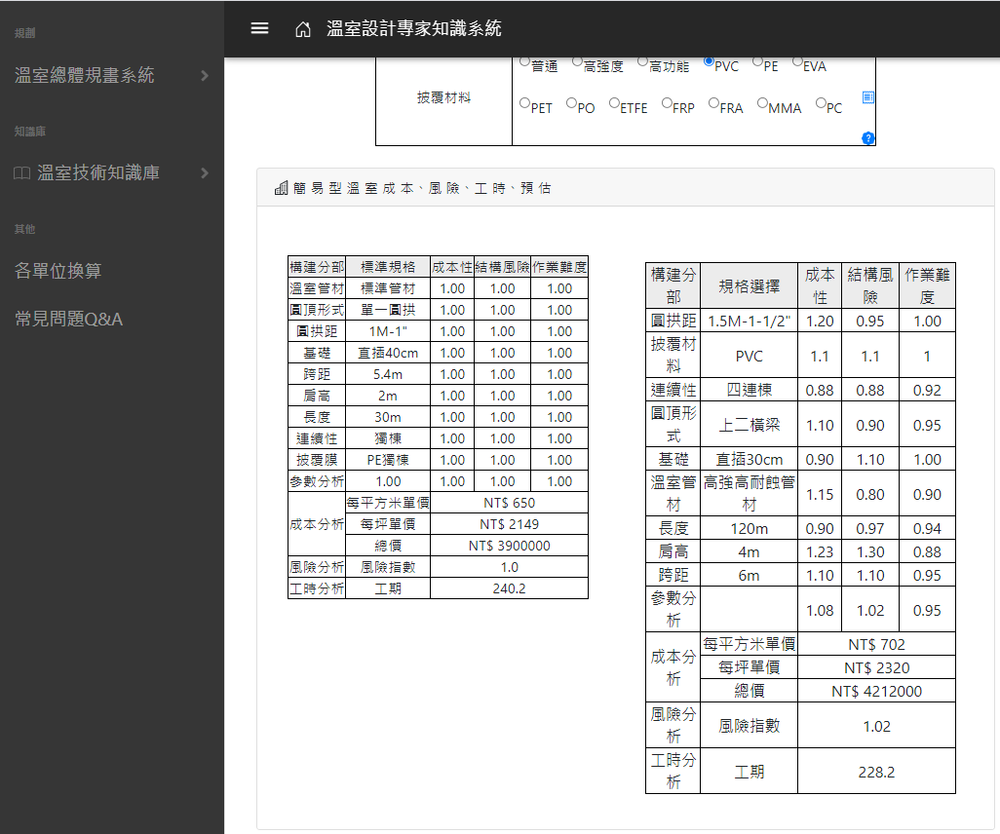 規劃
溫室總體規畫系統
知識庫
溫室技術知識庫
其他
各單位換算
常見問題Q&A
溫室設計專家知識系統
披覆材料
普通 高強度 高功能 PVC PE EVA
PET PO ETFE FRP FRA MMA PC
?
簡易型溫室成本、風險、工時、預估
構建分部 標準規格 成本性 結構風險 作業難度
溫室管材 標準管材 1.00 1.00 1.00
圓頂形式 單一圓拱 1.00 1.00 1.00
圓拱距 1M-1" 1.00 1.00 1.00
基礎 直插40cm 1.00 1.00 1.00
跨距 5.4m 1.00 1.00 1.00
肩高 2m 1.00 1.00 1.00
長度 30m 1.00 1.00 1.00
連續性 獨棟 1.00 1.00 1.00
披覆膜 PE獨棟 1.00 1.00 1.00
參數分析 1.00 1.00 1.00 1.00
成本分析 每平方米單價 NT$ 650
每坪單價 NT$ 2149
總價 NT$ 3900000
風險分析 風險指數 1.0
工時分析 工期 240.2
構建分部 規格選擇 成本性 結構風險 作業難度
圓拱距 1.5M-1-1/2" 1.20 0.95 1.00
披覆材料 PVC 1.1 1.1 1
連續性 四連棟 0.88 0.88 0.92
圓頂形式 上二橫梁 1.10 0.90 0.95
基礎 直插30cm 0.90 1.10 1.00
溫室管材 高強高耐蝕管材 1.15 0.80 0.90
長度 120m 0.90 0.97 0.94
肩高 4m 1.23 1.30 0.88
跨距 6m 1.10 1.10 0.95
參數分析 1.08 1.02 0.95
成本分析 每平方米單價 NT$ 702
每坪單價 NT$ 2320
總價 NT$ 4212000
風險分析 風險指數 1.02
工時分析 工期 228.2